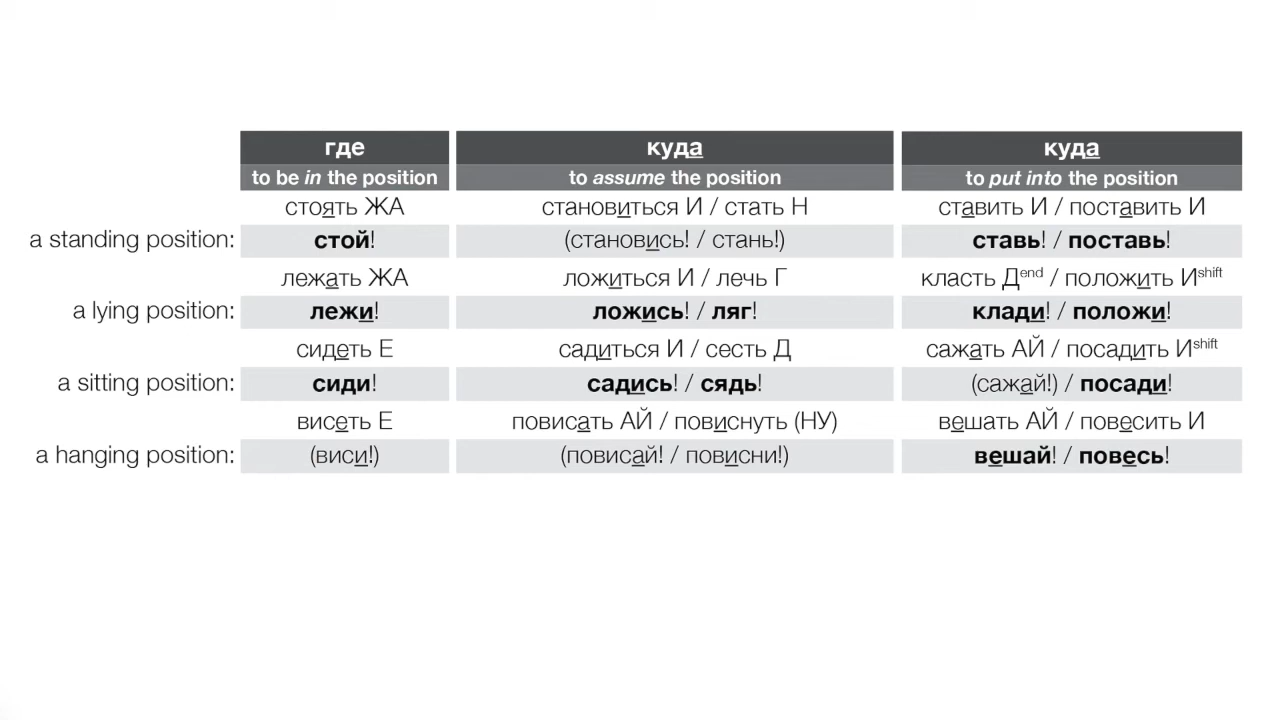 где куда куда
to be in the position to assume the position to put into the position
стоять ЖА становиться И / стать Н ставить И / поставить И
a standing position: стой! (становись! / стань!) ставь! / поставь!
лежать ЖА ложиться И / лечь Г класть Дend / положить Иshift
a lying position: лежи! ложись! / ляг! клади! / положи!
сидеть Е садиться И / сесть Д сажать АЙ / посадить Иshift
a sitting position: сиди! садись! / сядь! (сажай!) / посади!
висеть Е повисать АЙ / повиснуть (НУ) вешать АЙ / повесить И
a hanging position: (виси!) (повисай! / повисни!) вешай! / повесь!